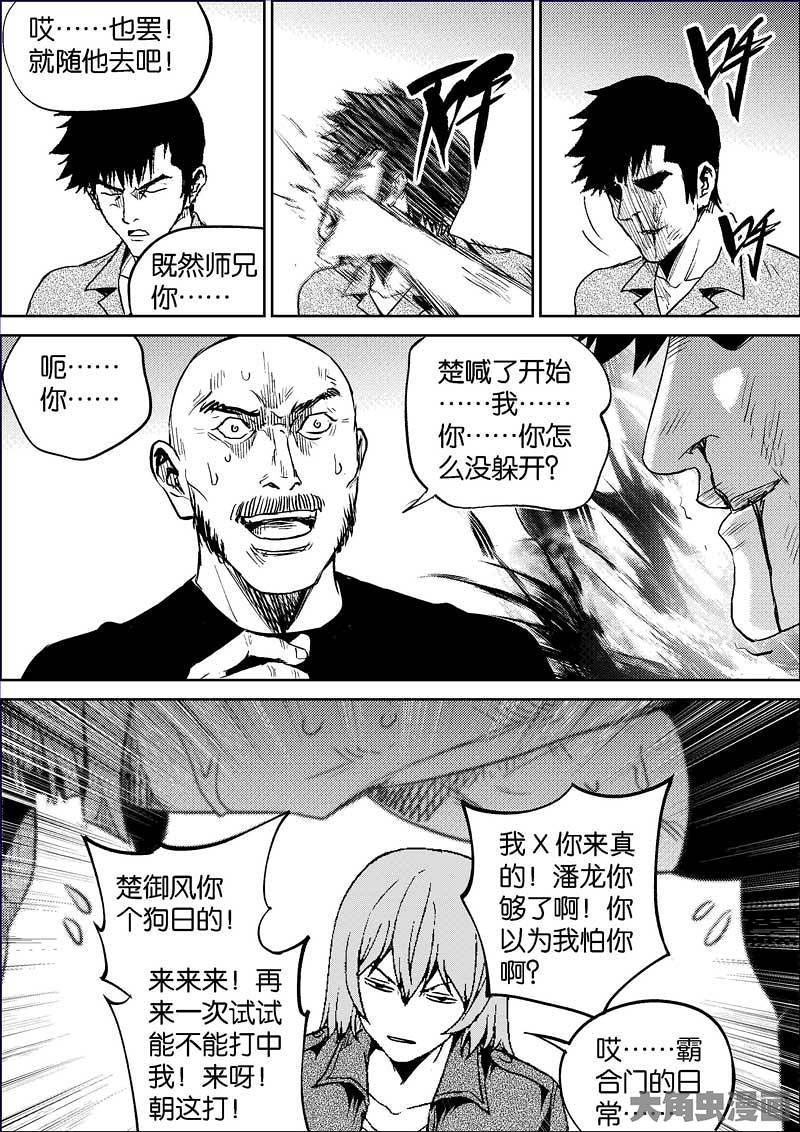 哎……也罢！
就随他去吧！
既然师兄
你……
呃……
你……
楚喊了开始
……我……
你……你怎
么没躲开？
楚御风你
个狗日的！
来来来！再
来一次试试
能不能打中
我！来呀！
朝这打！
我X你来真
的！潘龙你
够了啊！你
以为我怕你
啊？
哎……霸
合门的日
常……
大角虫漫画